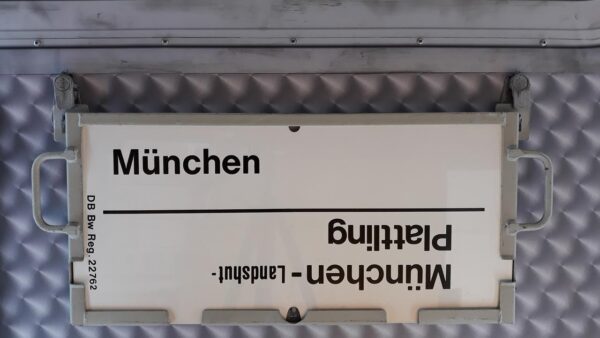 München
München - Landshut-
Plattling
DB Bw Reg. 22762